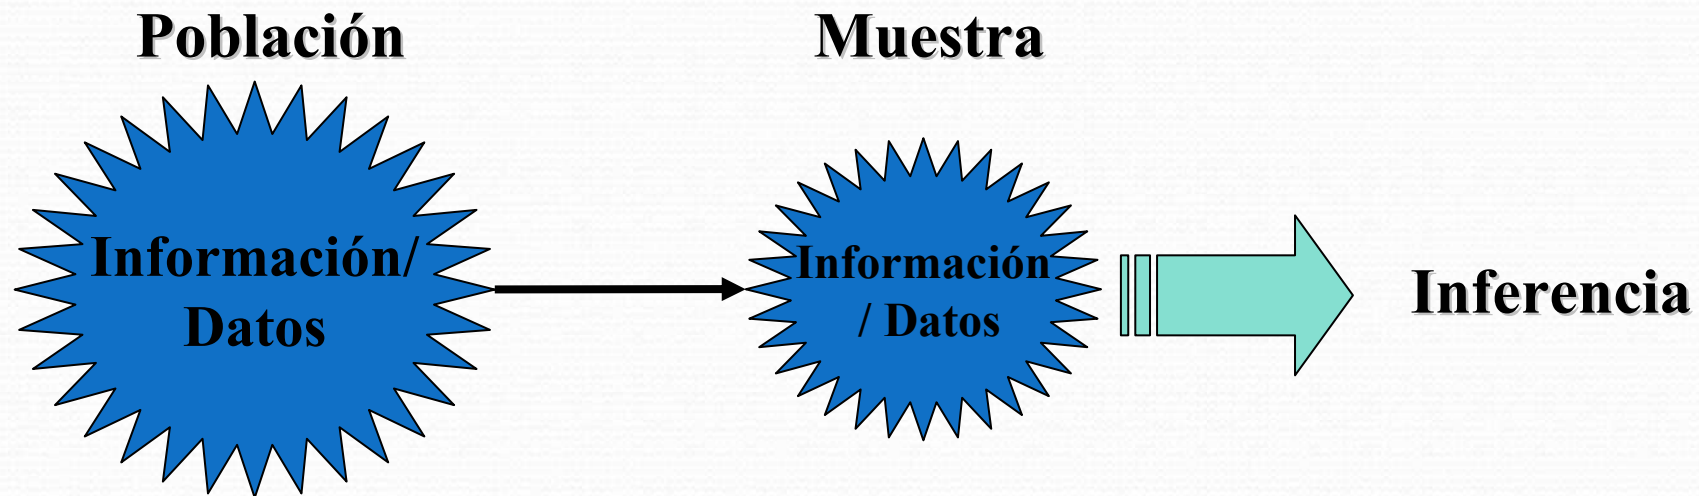 Población
Muestra
Información/
Datos
Información
/ Datos
Inferencia